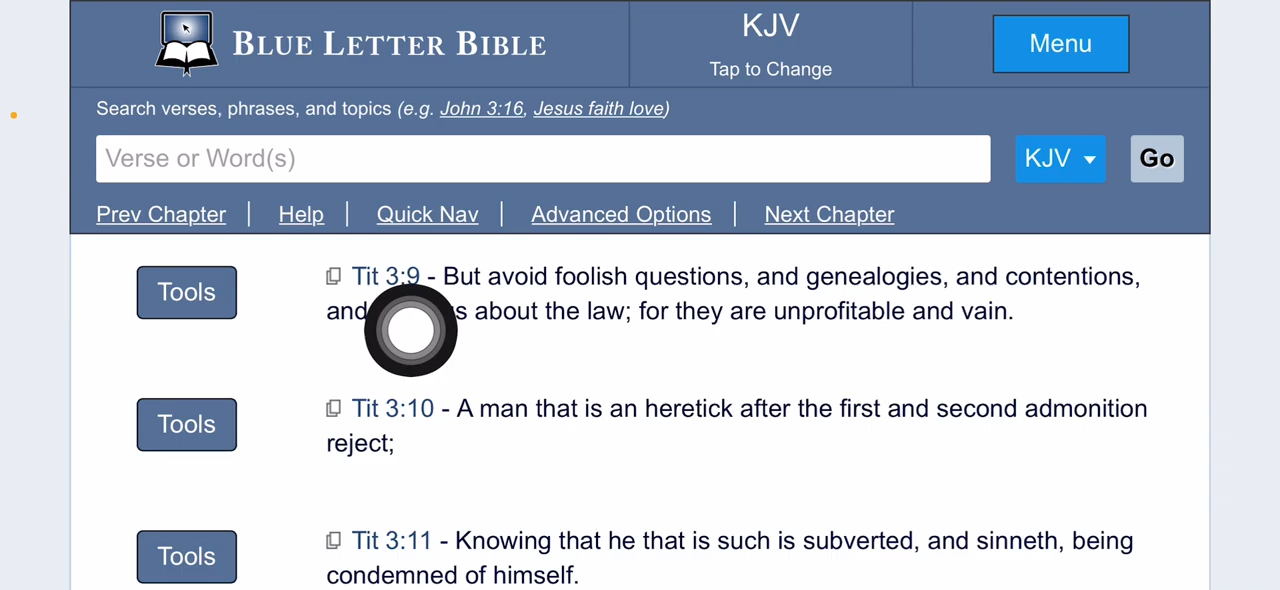 BLUE LETTER BIBLE
KJV
Tap to Change
Menu
Search verses, phrases, and topics (e.g. John 3:16, Jesus faith love)
Verse or Word(s)
KJV
Go
Prev Chapter | Help | Quick Nav | Advanced Options | Next Chapter
Tools
Tit 3:9 - But avoid foolish questions, and genealogies, and contentions,
and about the law; for they are unprofitable and vain.
Tools
Tit 3:10 - A man that is an heretick after the first and second admonition
reject;
Tools
Tit 3:11 - Knowing that he that is such is subverted, and sinneth, being
condemned of himself.